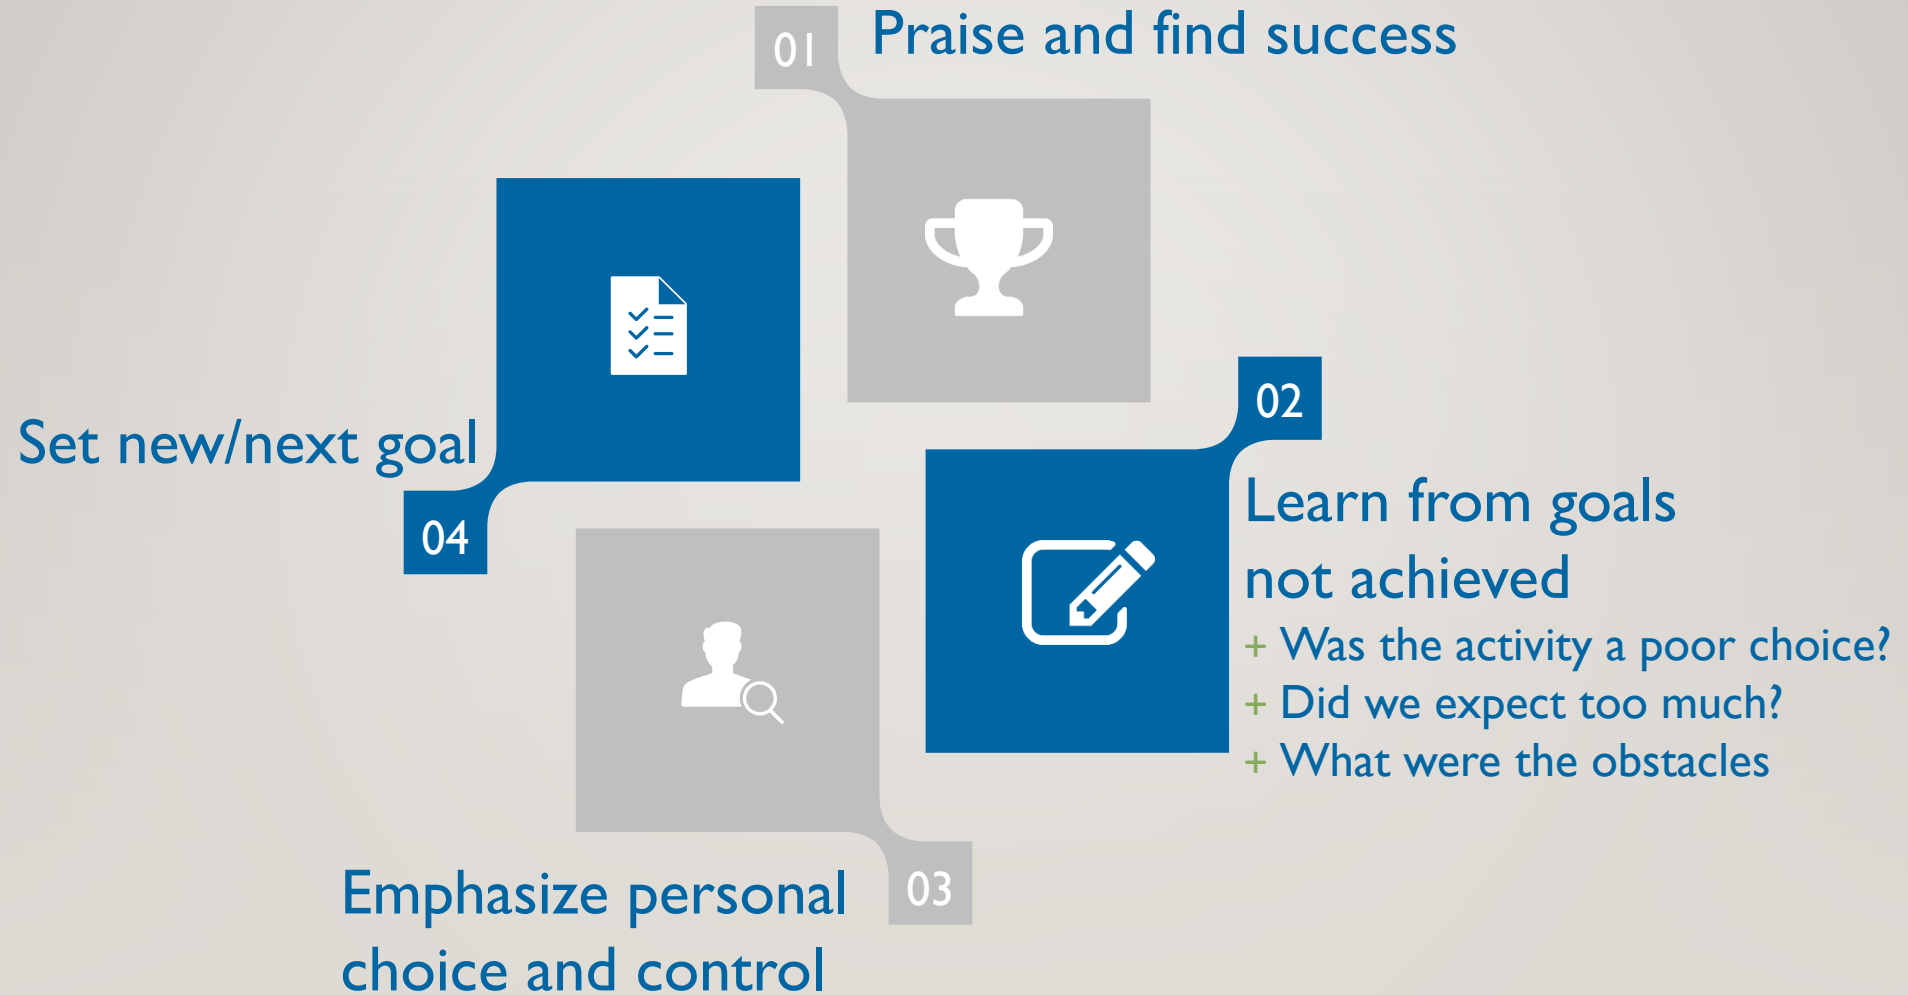 01
Praise and find success
02
Learn from goals
not achieved
+ Was the activity a poor choice?
+ Did we expect too much?
+ What were the obstacles
03
Emphasize personal
choice and control
04
Set new/next goal